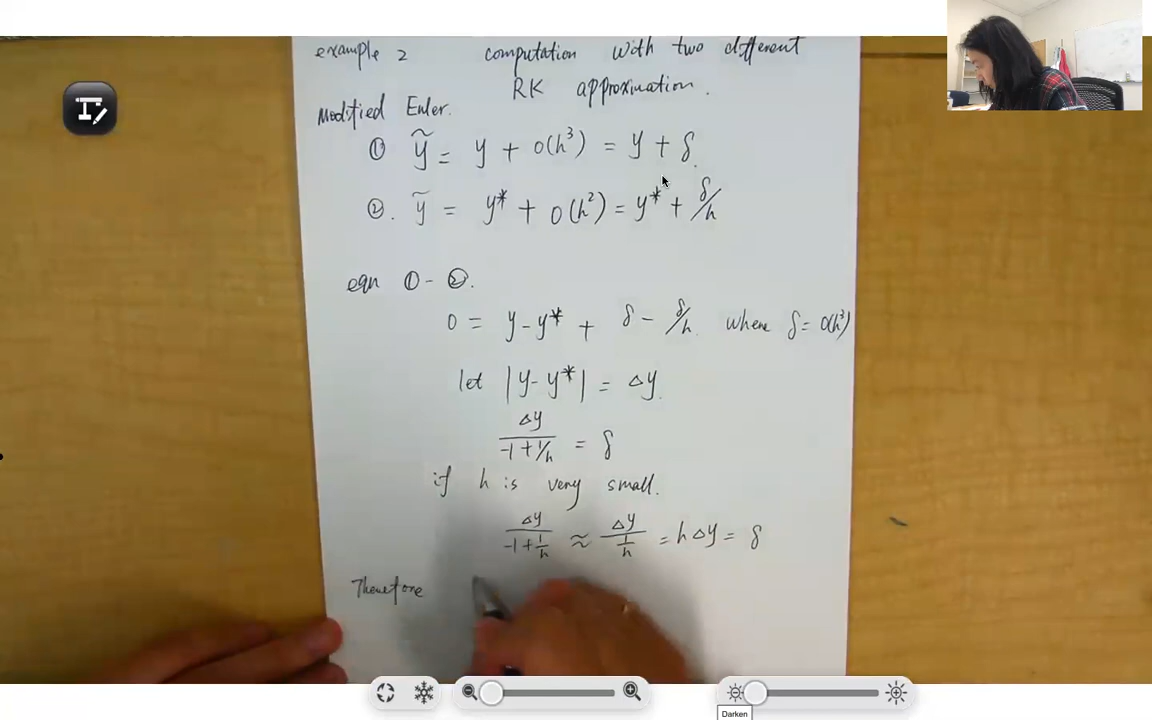 example 2 computation with two different
RK approximation.
Modified Euler.
① ỹ = y + O(h³) = y + δ.
②. ỹ = y* + O(h²) = y* + δ/h
eqn ① - ②.
0 = y - y* + δ - δ/h. where δ = O(h³)
let |y - y*| = Δy.
Δy/(-1 + 1/h) = δ
if h is very small.
Δy/(-1 + 1/h) ≈ Δy/(1/h) = hΔy = δ
Therefore
Darken